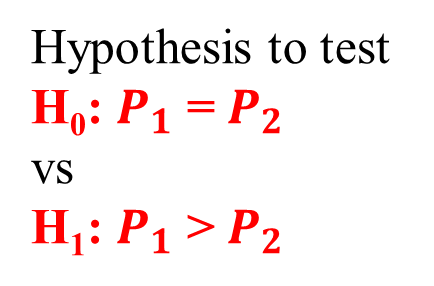 Hypothesis to test
H₀: P₁ = P₂
vs
H₁: P₁ > P₂